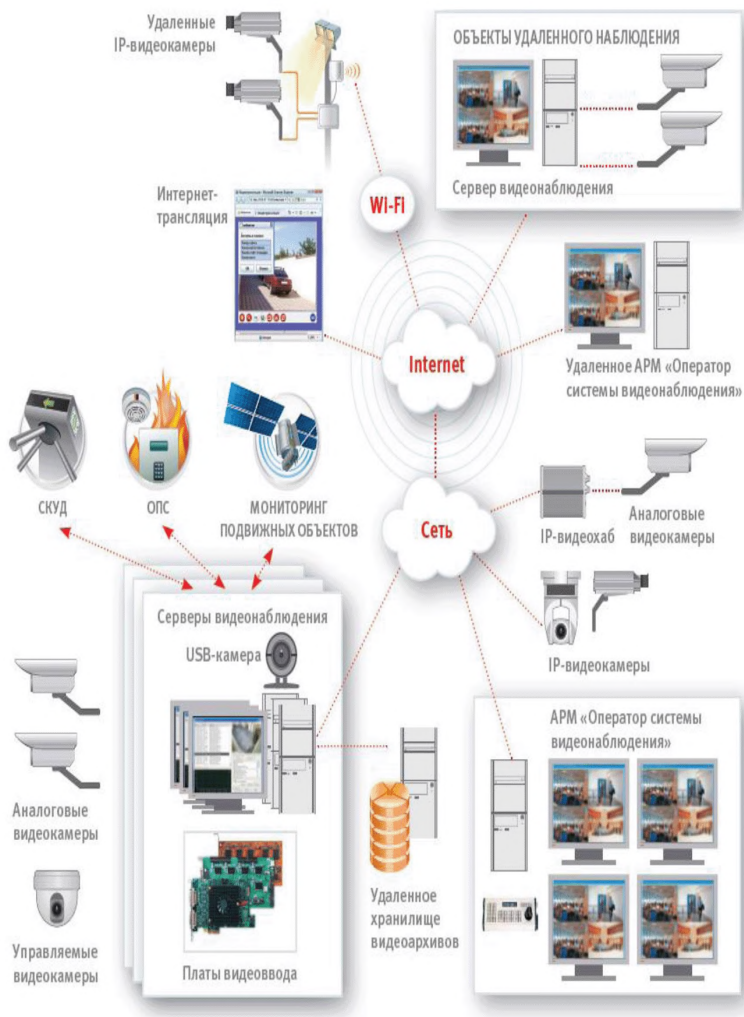 Удаленные
IP-видеокамеры
ОБЪЕКТЫ УДАЛЕННОГО НАБЛЮДЕНИЯ
Сервер видеонаблюдения
Интернет-
трансляция
Wi-Fi
Internet
Удаленное АРМ «Оператор
системы видеонаблюдения»
СКУД
ОПС
МОНИТОРИНГ
ПОДВИЖНЫХ ОБЪЕКТОВ
Сеть
IP-видеохаб
Аналоговые
видеокамеры
IP-видеокамеры
Серверы видеонаблюдения
USB-камера
Аналоговые
видеокамеры
Управляемые
видеокамеры
Платы видеоввода
Удаленное
хранилище
видеоархивов
АРМ «Оператор системы
видеонаблюдения»